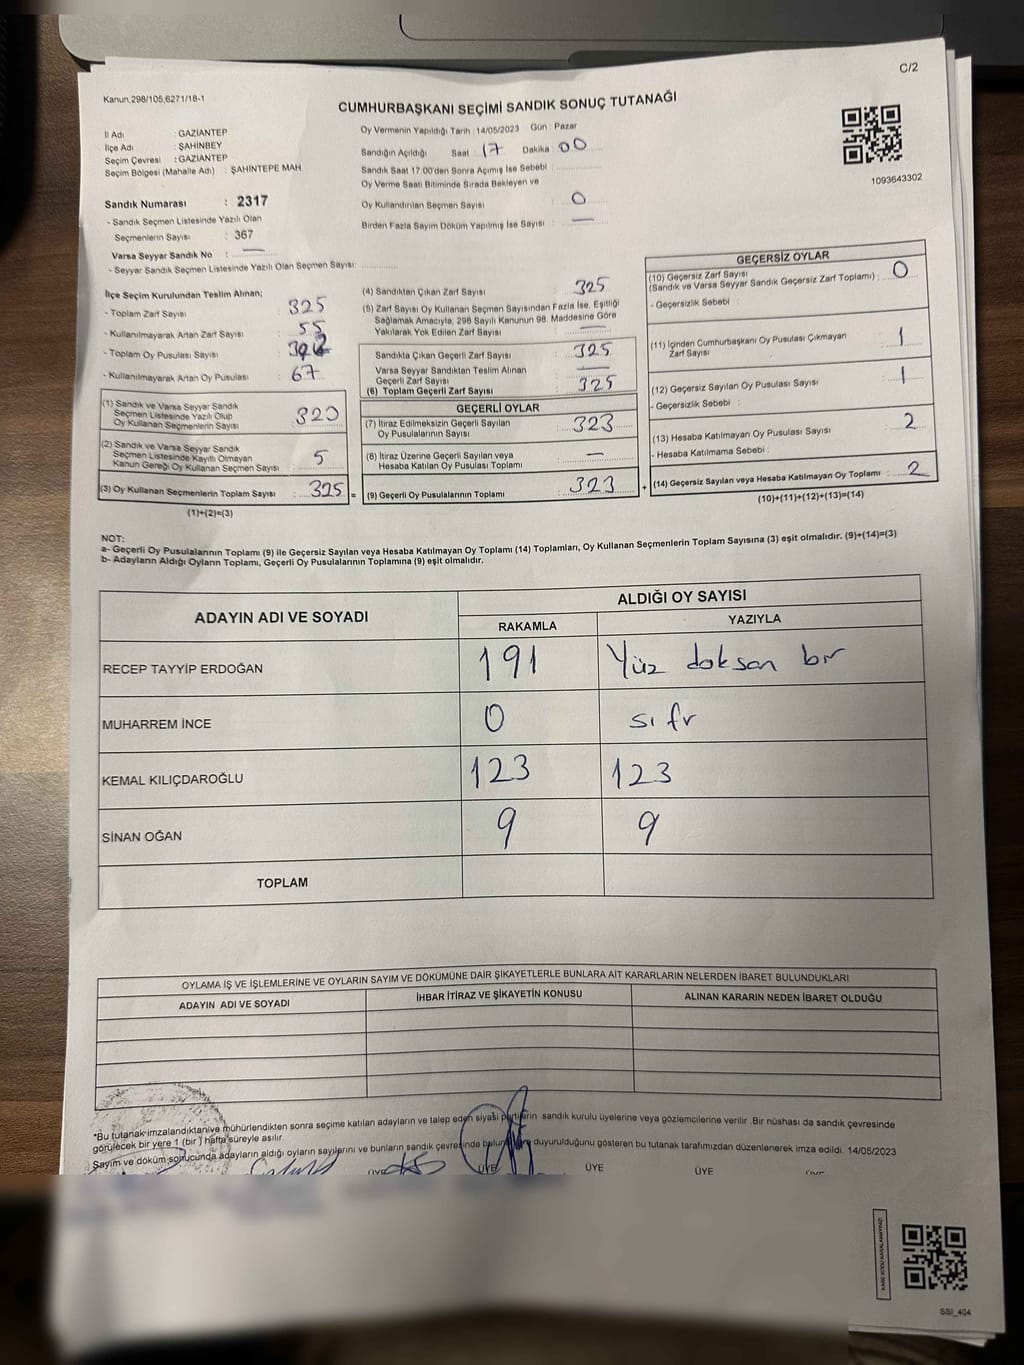 C/2
Kanun,298/105,6271/18-1
CUMHURBAŞKANI SEÇİMİ SANDIK SONUÇ TUTANAĞI
1093643302
İl Adı : GAZİANTEP
İlçe Adı : ŞAHİNBEY
Seçim Çevresi : GAZİANTEP
Seçim Bölgesi (Mahalle Adı) : ŞAHİNTEPE MAH
Sandık Numarası : 2317
- Sandık Seçmen Listesinde Yazılı Olan
Seçmenlerin Sayısı : 367
Varsa Seyyar Sandık No : —
- Seyyar Sandık Seçmen Listesinde Yazılı Olan Seçmen Sayısı:
Oy Vermenin Yapıldığı Tarih : 14/05/2023 Gün : Pazar
Sandığın Açıldığı Saat : 17 Dakika : 00
Sandık Saat 17.00'den Sonra Açımış İse Sebebi :
Oy Verme Saati Bitiminde Sırada Bekleyen ve
Oy Kullandırılan Seçmen Sayısı : 0
Birden Fazla Sayım Döküm Yapılmış İse Sayısı : —
İlçe Seçim Kurulundan Teslim Alınan:
- Toplam Zarf Sayısı : 325
- Kullanılmayarak Artan Zarf Sayısı : 55
- Toplam Oy Pusulası Sayısı :
- Kullanılmayarak Artan Oy Pusulası : 67
(1) Sandık ve Varsa Seyyar Sandık
Seçmen Listesinde Yazılı Olup
Oy Kullanan Seçmenlerin Sayısı :
(2) Sandık ve Varsa Seyyar Sandık
Seçmen Listesinde Kayıtlı Olmayan
Kanun Gereği Oy Kullanan Seçmen Sayısı : 5
(3) Oy Kullanan Seçmenlerin Toplam Sayısı : 325 =
(1)+(2)=(3)
(4) Sandıktan Çıkan Zarf Sayısı : 325
(5) Zarf Sayısı Oy Kullanan Seçmen Sayısından Fazla İse, Eşitliği
Sağlamak Amacıyla; 298 Sayılı Kanunun 98. Maddesine Göre
Yakılarak Yok Edilen Zarf Sayısı : —
Sandıkta Çıkan Geçerli Zarf Sayısı : 325
Varsa Seyyar Sandıktan Teslim Alınan
Geçerli Zarf Sayısı : —
(6) Toplam Geçerli Zarf Sayısı : 325
GEÇERLİ OYLAR
(7) İtiraz Edilmeksizin Geçerli Sayılan
Oy Pusulalarının Sayısı : 323
(8) İtiraz Üzerine Geçerli Sayılan veya
Hesaba Katılan Oy Pusulası Toplamı : —
(9) Geçerli Oy Pusulalarının Toplamı : 323 +
GEÇERSİZ OYLAR
(10) Geçersiz Zarf Sayısı
(Sandık ve Varsa Seyyar Sandık Geçersiz Zarf Toplamı) : 0
- Geçersizlik Sebebi :
(11) İçinden Cumhurbaşkanı Oy Pusulası Çıkmayan
Zarf Sayısı : 1
(12) Geçersiz Sayılan Oy Pusulası Sayısı : 1
- Geçersizlik Sebebi :
(13) Hesaba Katılmayan Oy Pusulası Sayısı : 2
- Hesaba Katılmama Sebebi :
(14) Geçersiz Sayılan veya Hesaba Katılmayan Oy Toplamı : 2
(10)+(11)+(12)+(13)=(14)
NOT:
a- Geçerli Oy Pusulalarının Toplamı (9) ile Geçersiz Sayılan veya Hesaba Katılmayan Oy Toplamı (14) Toplamları, Oy Kullanan Seçmenlerin Toplam Sayısına (3) eşit olmalıdır. (9)+(14)=(3)
b- Adayların Aldığı Oyların Toplamı, Geçerli Oy Pusulalarının Toplamına (9) eşit olmalıdır.
ADAYIN ADI VE SOYADI
ALDIĞI OY SAYISI
RAKAMLA YAZIYLA
RECEP TAYYİP ERDOĞAN 191 Yüz doksan bir
MUHARREM İNCE 0 sıfr
KEMAL KILIÇDAROĞLU 123 123
SİNAN OĞAN 9 9
TOPLAM
OYLAMA İŞ VE İŞLEMLERİNE VE OYLARIN SAYIM VE DÖKÜMÜNE DAİR ŞİKAYETLERLE BUNLARA AİT KARARLARIN NELERDEN İBARET BULUNDUKLARI
ADAYIN ADI VE SOYADI İHBAR İTİRAZ VE ŞİKAYETİN KONUSU ALINAN KARARIN NEDEN İBARET OLDUĞU
*Bu tutanak imzalandıktan ve mühürlendikten sonra seçime katılan adayların ve talep eden siyasi partilerin sandık kurulu üyelerine veya gözlemcilerine verilir. Bir nüshası da sandık çevresinde
görülecek bir yere 1 (bir) hafta süreyle asılır.
Sayım ve döküm sonucunda adayların aldığı oyların sayılarını ve bunların sandık çevresinde duyurulduğunu gösteren bu tutanak tarafımızdan düzenlenerek imza edildi. 14/05/2023
ÜYE ÜYE ÜYE ÜYE ÜYE
SSİ_404